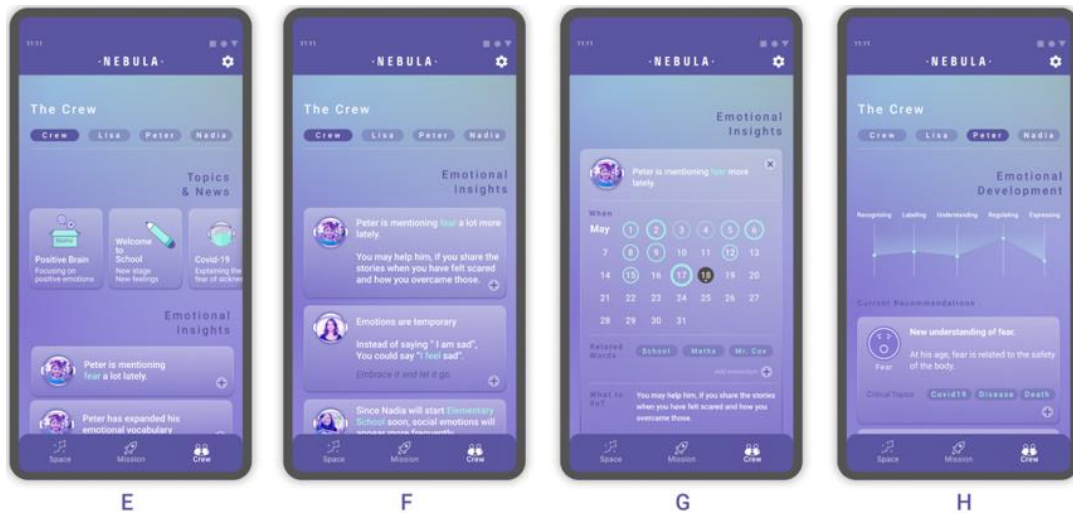 11:11
·NEBULA·
The Crew
Crew Lisa Peter Nadia
Topics
& News
Positive Brain
Focusing on
positive emotions
Welcome
to
School
New stage
New feelings
Covid-19
Explaining the
fear of sickness
Emotional
Insights
Peter is mentioning
fear a lot lately.
Peter has expanded his
emotional vocabulary
Space Mission Crew
E
11:11
·NEBULA·
The Crew
Crew Lisa Peter Nadia
Emotional
Insights
Peter is mentioning fear a lot more
lately.
You may help him, if you share the
stories when you have felt scared
and how you overcame those.
Emotions are temporary
Instead of saying “ I am sad”,
You could say “I feel sad”.
Embrace it and let it go.
Since Nadia will start Elementary
School soon, social emotions will
appear more frequently
Space Mission Crew
F
11:11
·NEBULA·
Emotional
Insights
Peter is mentioning fear more
lately.
When
May 1 2 3 4 5 6
7 8 9 10 11 12 13
14 15 16 17 18 19 20
21 22 23 24 25 26 27
28 29 30 31
Related
Words
School Maths Mr. Cox
What to
do?
You may help him, if you share the stories
when you have felt scared and how you
overcame those.
Space Mission Crew
G
11:11
·NEBULA·
The Crew
Crew Lisa Peter Nadia
Emotional
Development
Recognising Labeling Understanding Regulating Expressing
Current Recommendations
New understanding of fear.
At his age, fear is related to the safety
of the body.
Fear
Critical Topics Covid19 Disease Death
Space Mission Crew
H